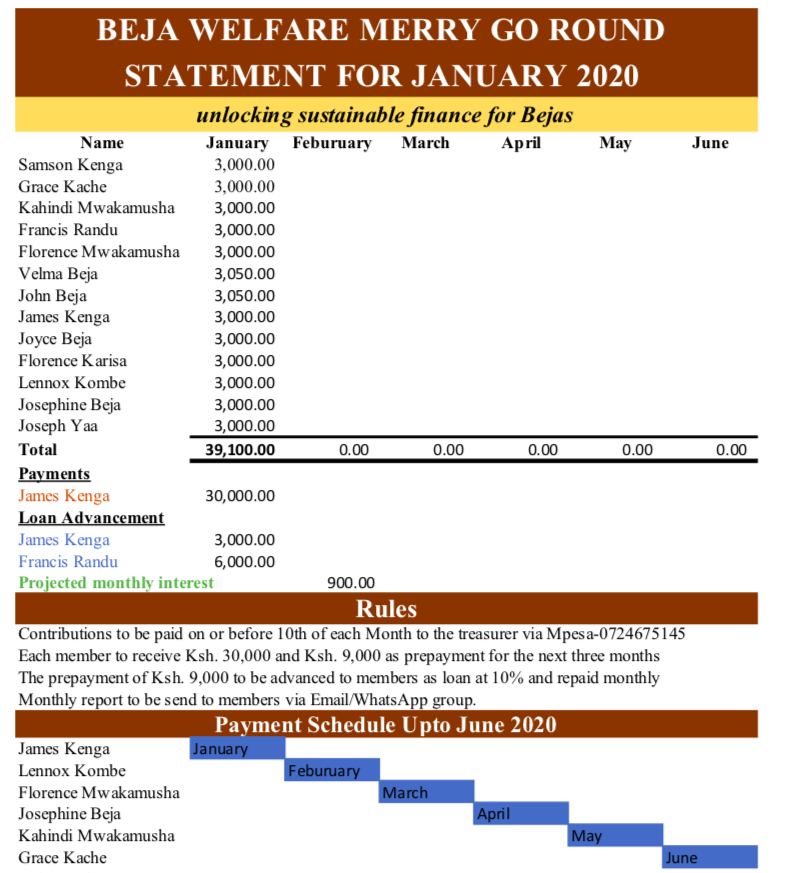 BEJA WELFARE MERRY GO ROUND
STATEMENT FOR JANUARY 2020
unlocking sustainable finance for Bejas
Name January Feburuary March April May June
Samson Kenga 3,000.00
Grace Kache 3,000.00
Kahindi Mwakamusha 3,000.00
Francis Randu 3,000.00
Florence Mwakamusha 3,000.00
Velma Beja 3,050.00
John Beja 3,050.00
James Kenga 3,000.00
Joyce Beja 3,000.00
Florence Karisa 3,000.00
Lennox Kombe 3,000.00
Josephine Beja 3,000.00
Joseph Yaa 3,000.00
Total 39,100.00 0.00 0.00 0.00 0.00 0.00
Payments
James Kenga 30,000.00
Loan Advancement
James Kenga 3,000.00
Francis Randu 6,000.00
Projected monthly interest 900.00
Rules
Contributions to be paid on or before 10th of each Month to the treasurer via Mpesa-0724675145
Each member to receive Ksh. 30,000 and Ksh. 9,000 as prepayment for the next three months
The prepayment of Ksh. 9,000 to be advanced to members as loan at 10% and repaid monthly
Monthly report to be send to members via Email/WhatsApp group.
Payment Schedule Upto June 2020
James Kenga January
Lennox Kombe Feburuary
Florence Mwakamusha March
Josephine Beja April
Kahindi Mwakamusha May
Grace Kache June